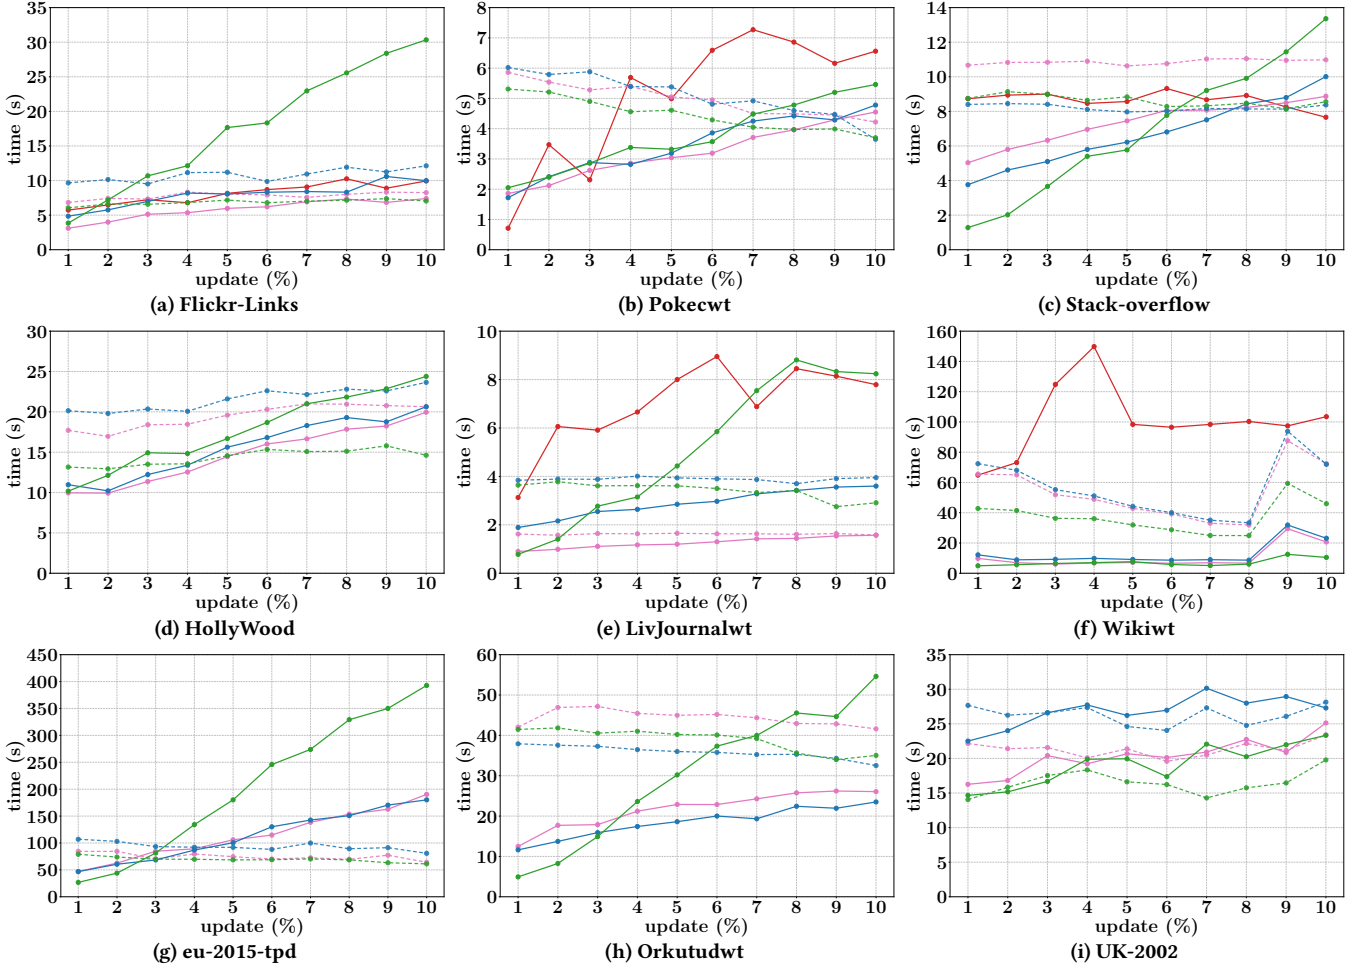 35
30
25
20
15
10
5
0
time (s)
1 2 3 4 5 6 7 8 9 10
update (%)
(a) Flickr-Links
8
7
6
5
4
3
2
1
0
time (s)
1 2 3 4 5 6 7 8 9 10
update (%)
(b) Pokecwt
14
12
10
8
6
4
2
0
time (s)
1 2 3 4 5 6 7 8 9 10
update (%)
(c) Stack-overflow
30
25
20
15
10
5
0
time (s)
1 2 3 4 5 6 7 8 9 10
update (%)
(d) HollyWood
10
8
6
4
2
0
time (s)
1 2 3 4 5 6 7 8 9 10
update (%)
(e) LivJournalwt
160
140
120
100
80
60
40
20
0
time (s)
1 2 3 4 5 6 7 8 9 10
update (%)
(f) Wikiwt
450
400
350
300
250
200
150
100
50
0
time (s)
1 2 3 4 5 6 7 8 9 10
update (%)
(g) eu-2015-tpd
60
50
40
30
20
10
0
time (s)
1 2 3 4 5 6 7 8 9 10
update (%)
(h) Orkutudwt
35
30
25
20
15
10
5
0
time (s)
1 2 3 4 5 6 7 8 9 10
update (%)
(i) UK-2002